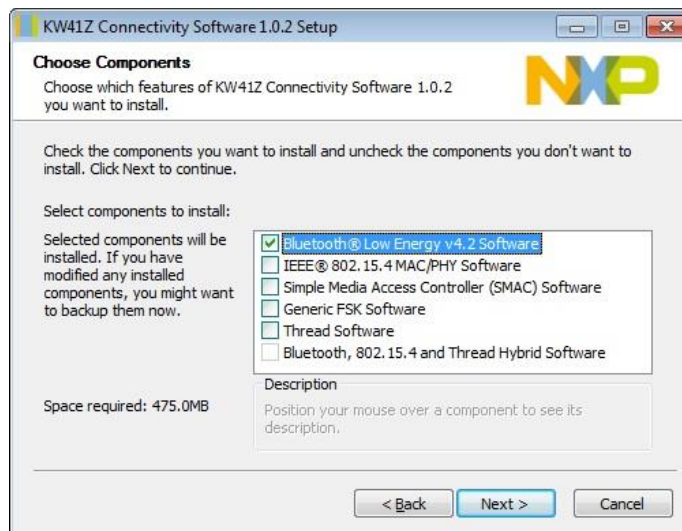 KW41Z Connectivity Software 1.0.2 Setup
Choose Components
Choose which features of KW41Z Connectivity Software 1.0.2
you want to install.
NXP
Check the components you want to install and uncheck the components you don't want to
install. Click Next to continue.
Select components to install:
Selected components will be
installed. If you have
modified any installed
components, you might want
to backup them now.
Bluetooth® Low Energy v4.2 Software
IEEE® 802.15.4 MAC/PHY Software
Simple Media Access Controller (SMAC) Software
Generic FSK Software
Thread Software
Bluetooth, 802.15.4 and Thread Hybrid Software
Space required: 475.0MB
Description
Position your mouse over a component to see its
description.
< Back
Next >
Cancel